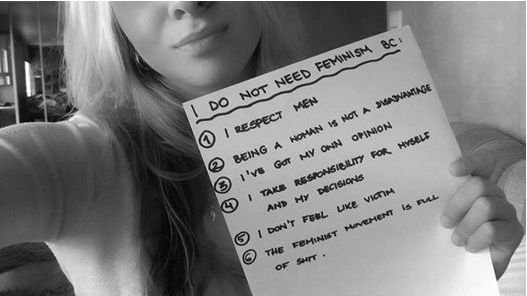 I DO NOT NEED FEMINISM BC:
1 I RESPECT MEN
2 BEING A WOMAN IS NOT A DISADVANTAGE
3 I'VE GOT MY OWN OPINION
4 I TAKE RESPONSIBILITY FOR MYSELF
AND MY DECISIONS
5 I DON'T FEEL LIKE VICTIM
6 THE FEMINIST MOVEMENT IS FULL
OF SHIT.